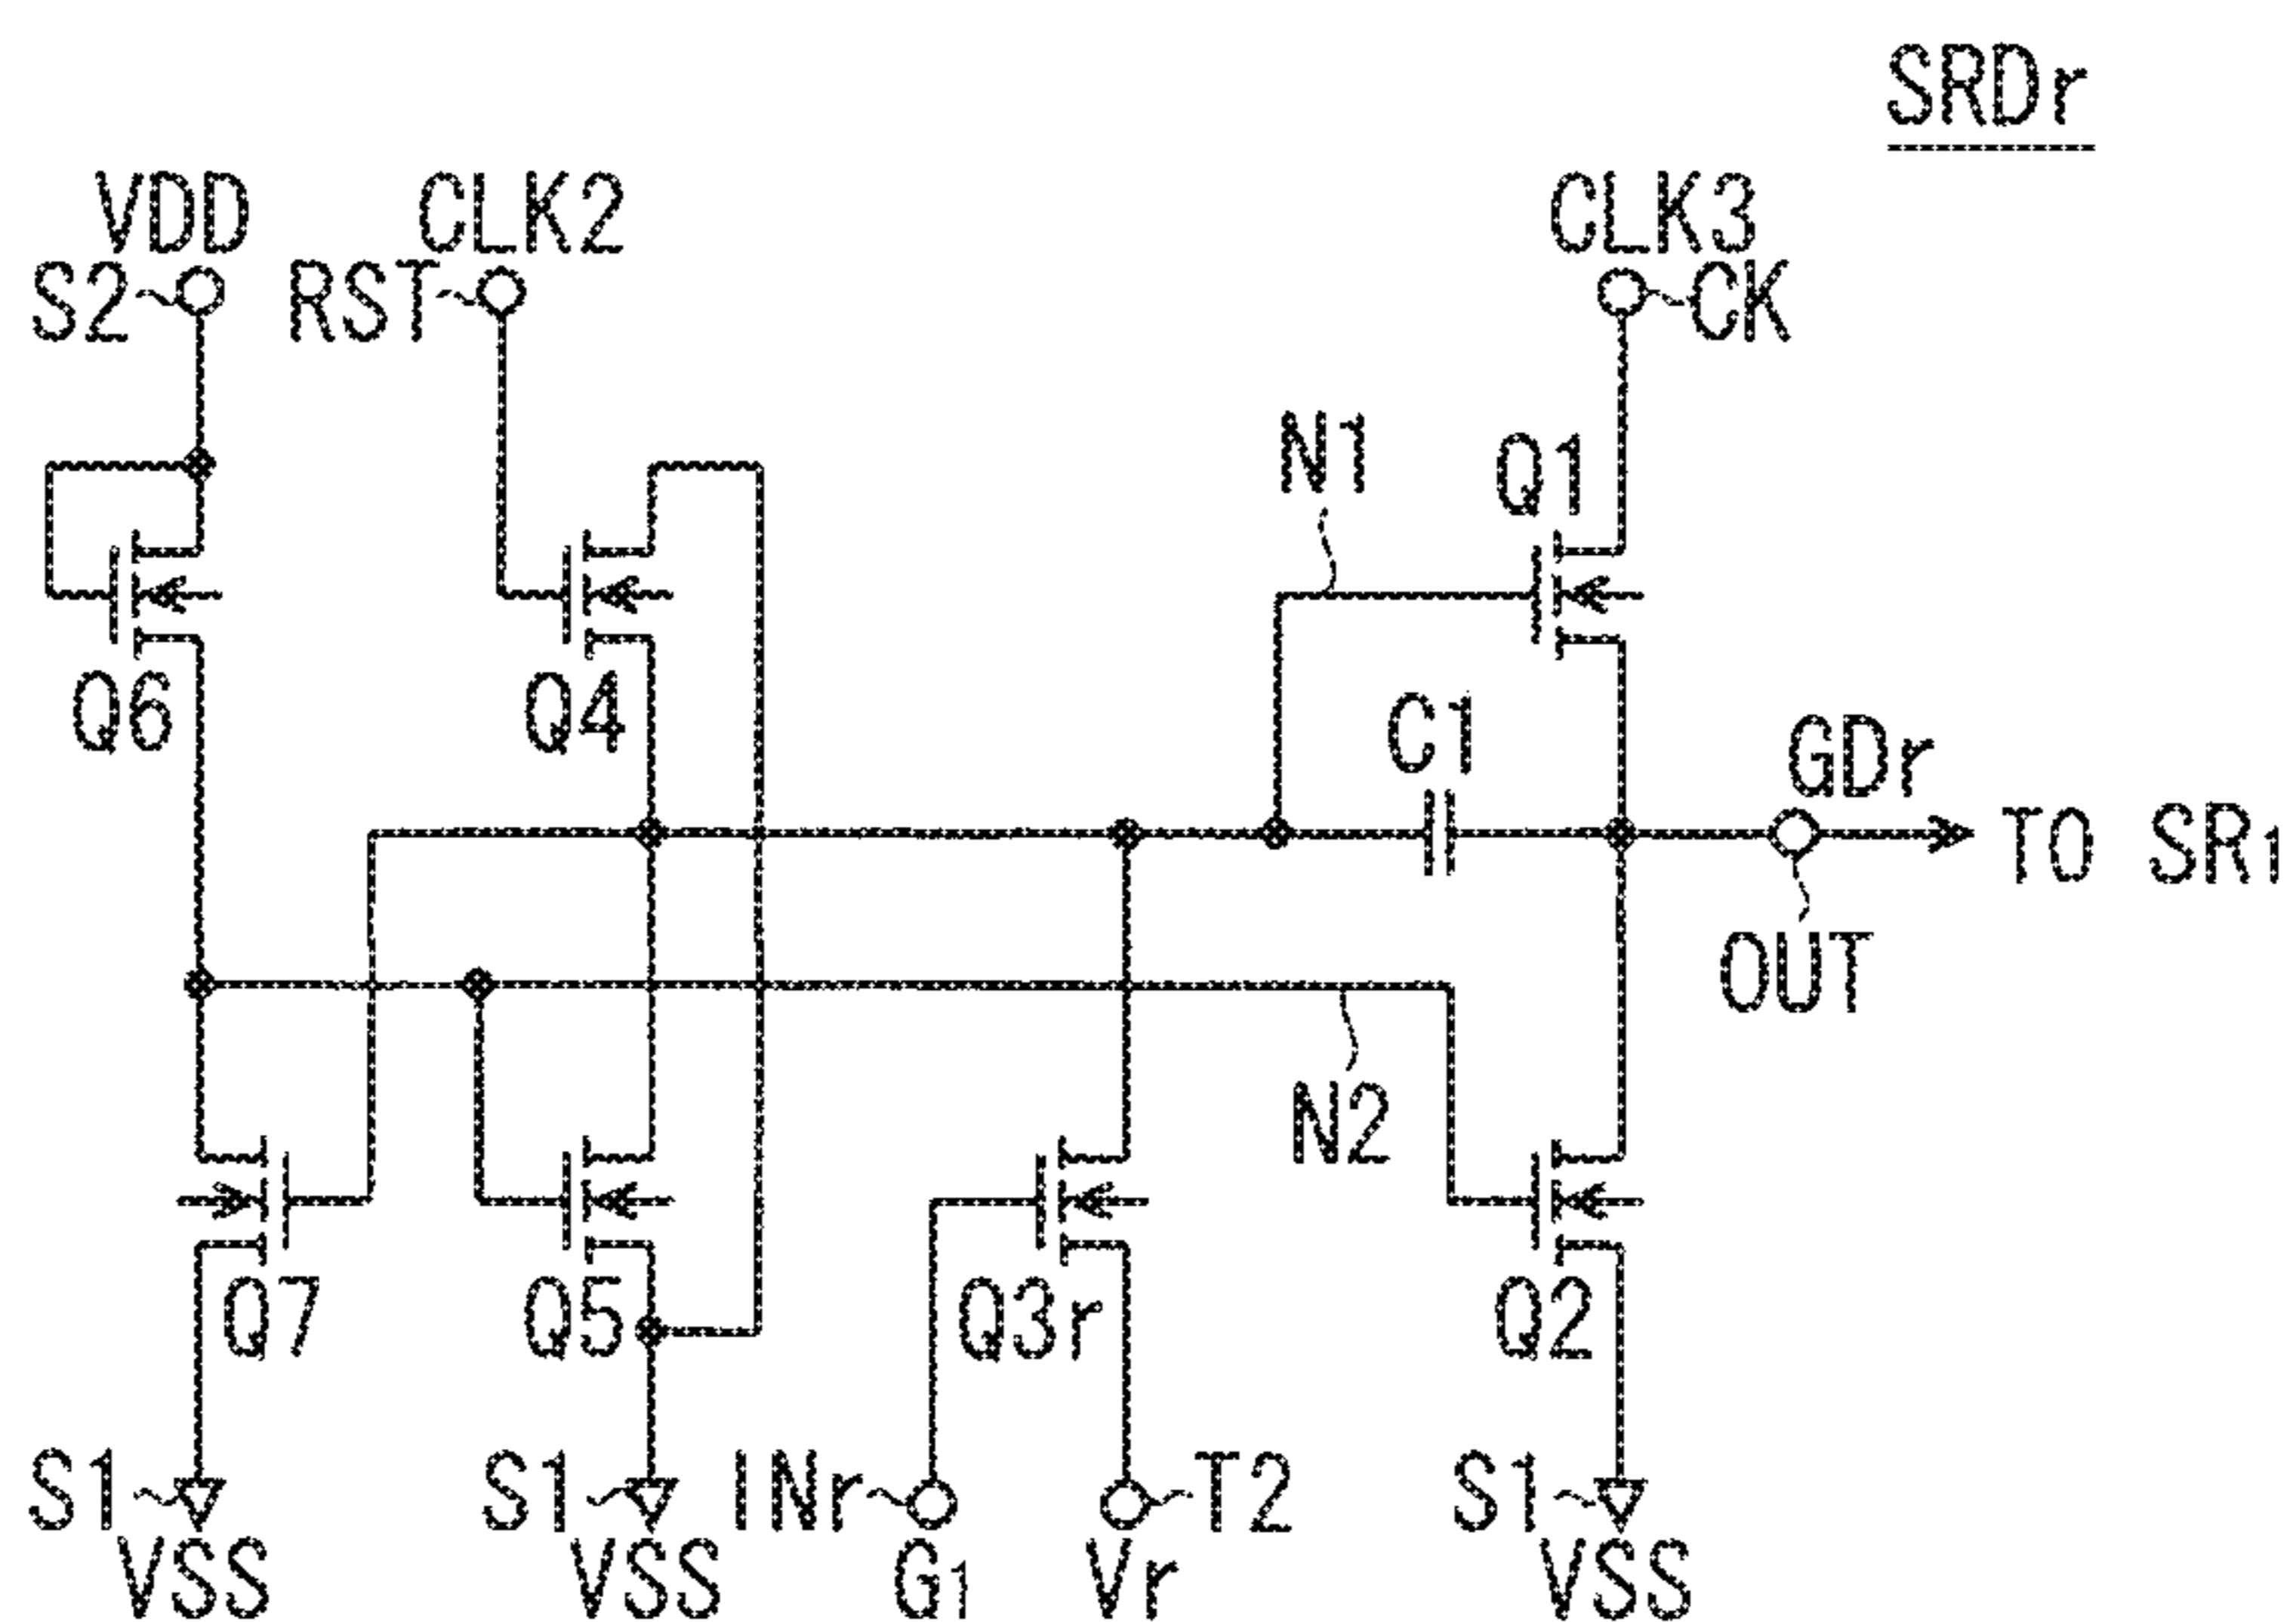 SRDr
VDD
CLK2
CLK3
S2
RST
CK
N1
Q1
Q6
Q4
C1
GDr
TO SR1
OUT
N2
Q7
Q5
Q3r
Q2
S1
S1
INr
T2
S1
VSS
VSS
G1
Vr
VSS